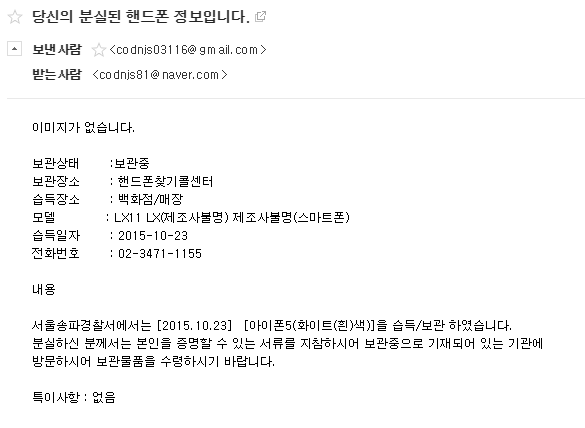 당신의 분실된 핸드폰 정보입니다.
보낸사람 <codnjs03116@gmail.com>
받는사람 <codnjs81@naver.com>
이미지가 없습니다.
보관상태 :보관중
보관장소 : 핸드폰찾기콜센터
습득장소 : 백화점/매장
모델 : LX11 LX(제조사불명) 제조사불명(스마트폰)
습득일자 : 2015-10-23
전화번호 : 02-3471-1155
내용
서울송파경찰서에서는 [2015.10.23] [아이폰5(화이트(흰)색)]을 습득/보관 하였습니다.
분실하신 분께서는 본인을 증명할 수 있는 서류를 지참하시어 보관중으로 기재되어 있는 기관에
방문하시어 보관물품을 수령하시기 바랍니다.
특이사항 : 없음